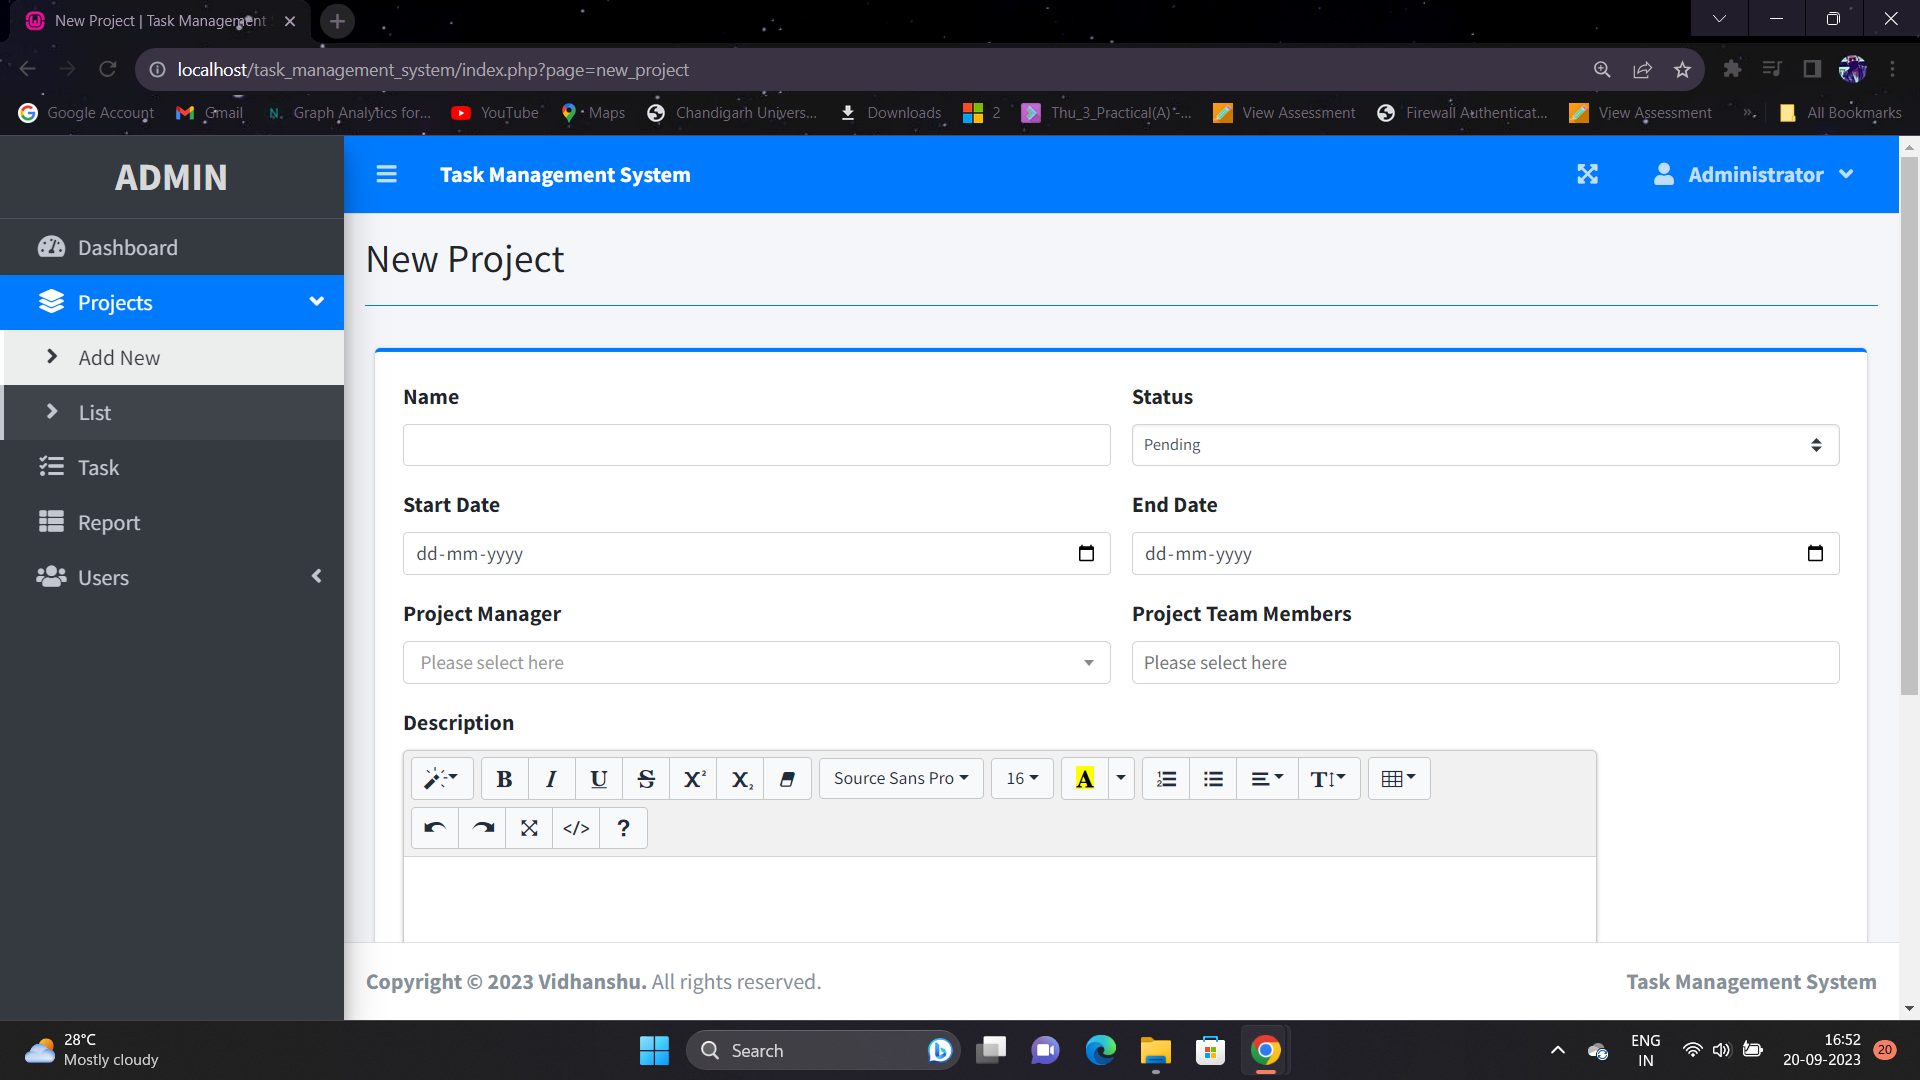 New Project | Task Management
localhost/task_management_system/index.php?page=new_project
Google Account Gmail Graph Analytics for... YouTube Maps Chandigarh Univers... Downloads 2 Thu_3_Practical(A) -... View Assessment Firewall Authenticat... View Assessment » All Bookmarks
ADMIN
Task Management System
Administrator
Dashboard
Projects
Add New
List
Task
Report
Users
New Project
Name
Status
Pending
Start Date
End Date
dd-mm-yyyy
dd-mm-yyyy
Project Manager
Project Team Members
Please select here
Please select here
Description
B I U S X² X₂ Source Sans Pro 16 A T
</> ?
Copyright © 2023 Vidhanshu. All rights reserved.
Task Management System
28°C
Mostly cloudy
Search
ENG
IN
16:52
20-09-2023
20